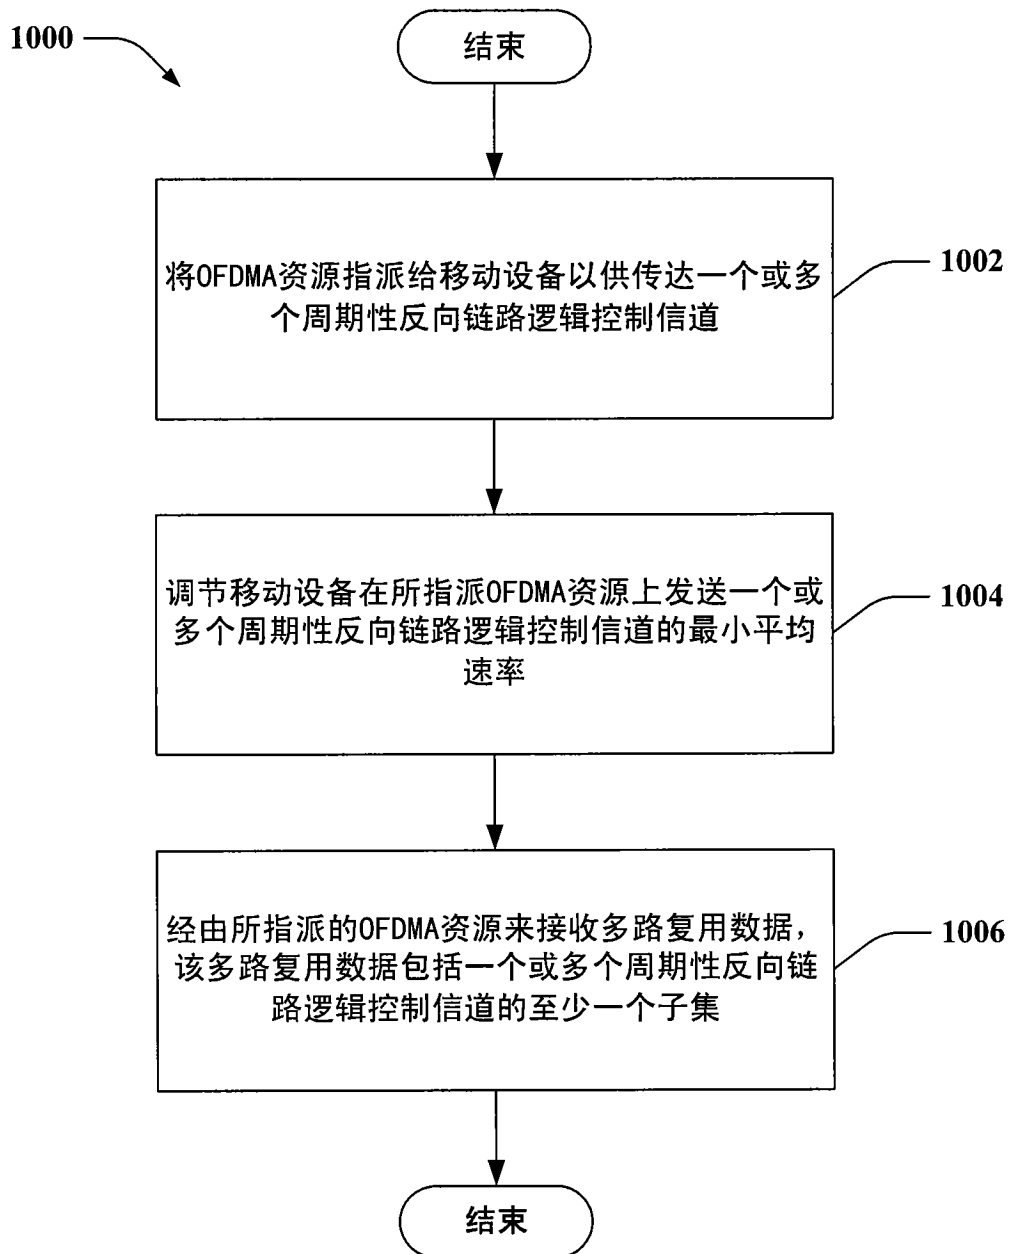 1000
结束
将OFDMA资源指派给移动设备以供传达一个或多
个周期性反向链路逻辑控制信道
1002
调节移动设备在所指派OFDMA资源上发送一个或
多个周期性反向链路逻辑控制信道的最小平均
速率
1004
经由所指派的OFDMA资源来接收多路复用数据，
该多路复用数据包括一个或多个周期性反向链
路逻辑控制信道的至少一个子集
1006
结束